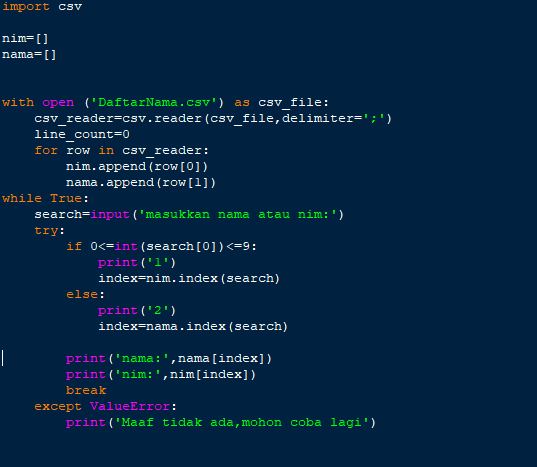 import csv
nim=[]
nama=[]
with open ('DaftarNama.csv') as csv_file:
    csv_reader=csv.reader(csv_file,delimiter=';')
    line_count=0
    for row in csv_reader:
        nim.append(row[0])
        nama.append(row[1])
while True:
    search=input('masukkan nama atau nim:')
    try:
        if 0<=int(search[0])<=9:
            print('1')
            index=nim.index(search)
        else:
            print('2')
            index=nama.index(search)
        print('nama:',nama[index])
        print('nim:',nim[index])
        break
    except ValueError:
        print('Maaf tidak ada,mohon coba lagi')